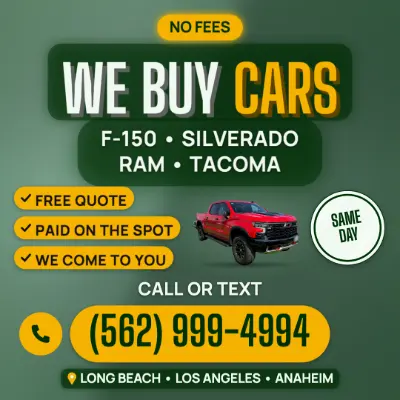 NO FEES
WE BUY CARS
F-150 • SILVERADO
RAM • TACOMA
FREE QUOTE
PAID ON THE SPOT
WE COME TO YOU
SAME
DAY
CALL OR TEXT
(562) 999-4994
LONG BEACH • LOS ANGELES • ANAHEIM